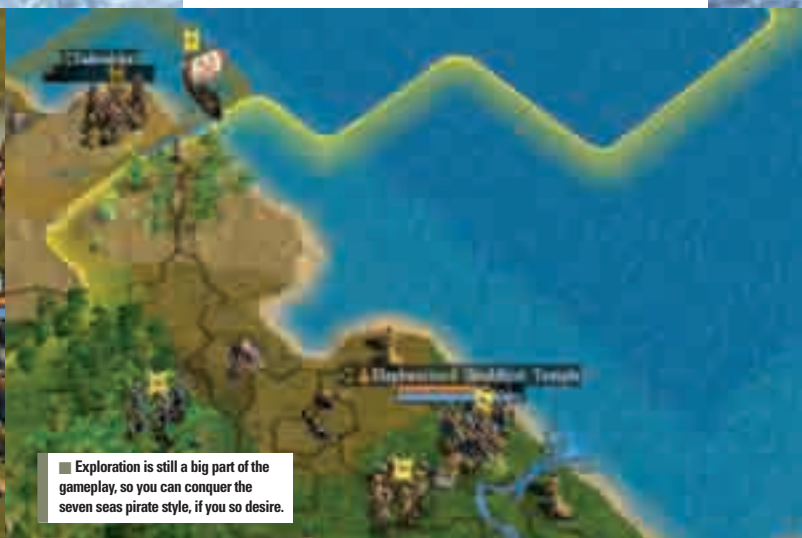 Exploration is still a big part of the
gameplay, so you can conquer the
seven seas pirate style, if you so desire.